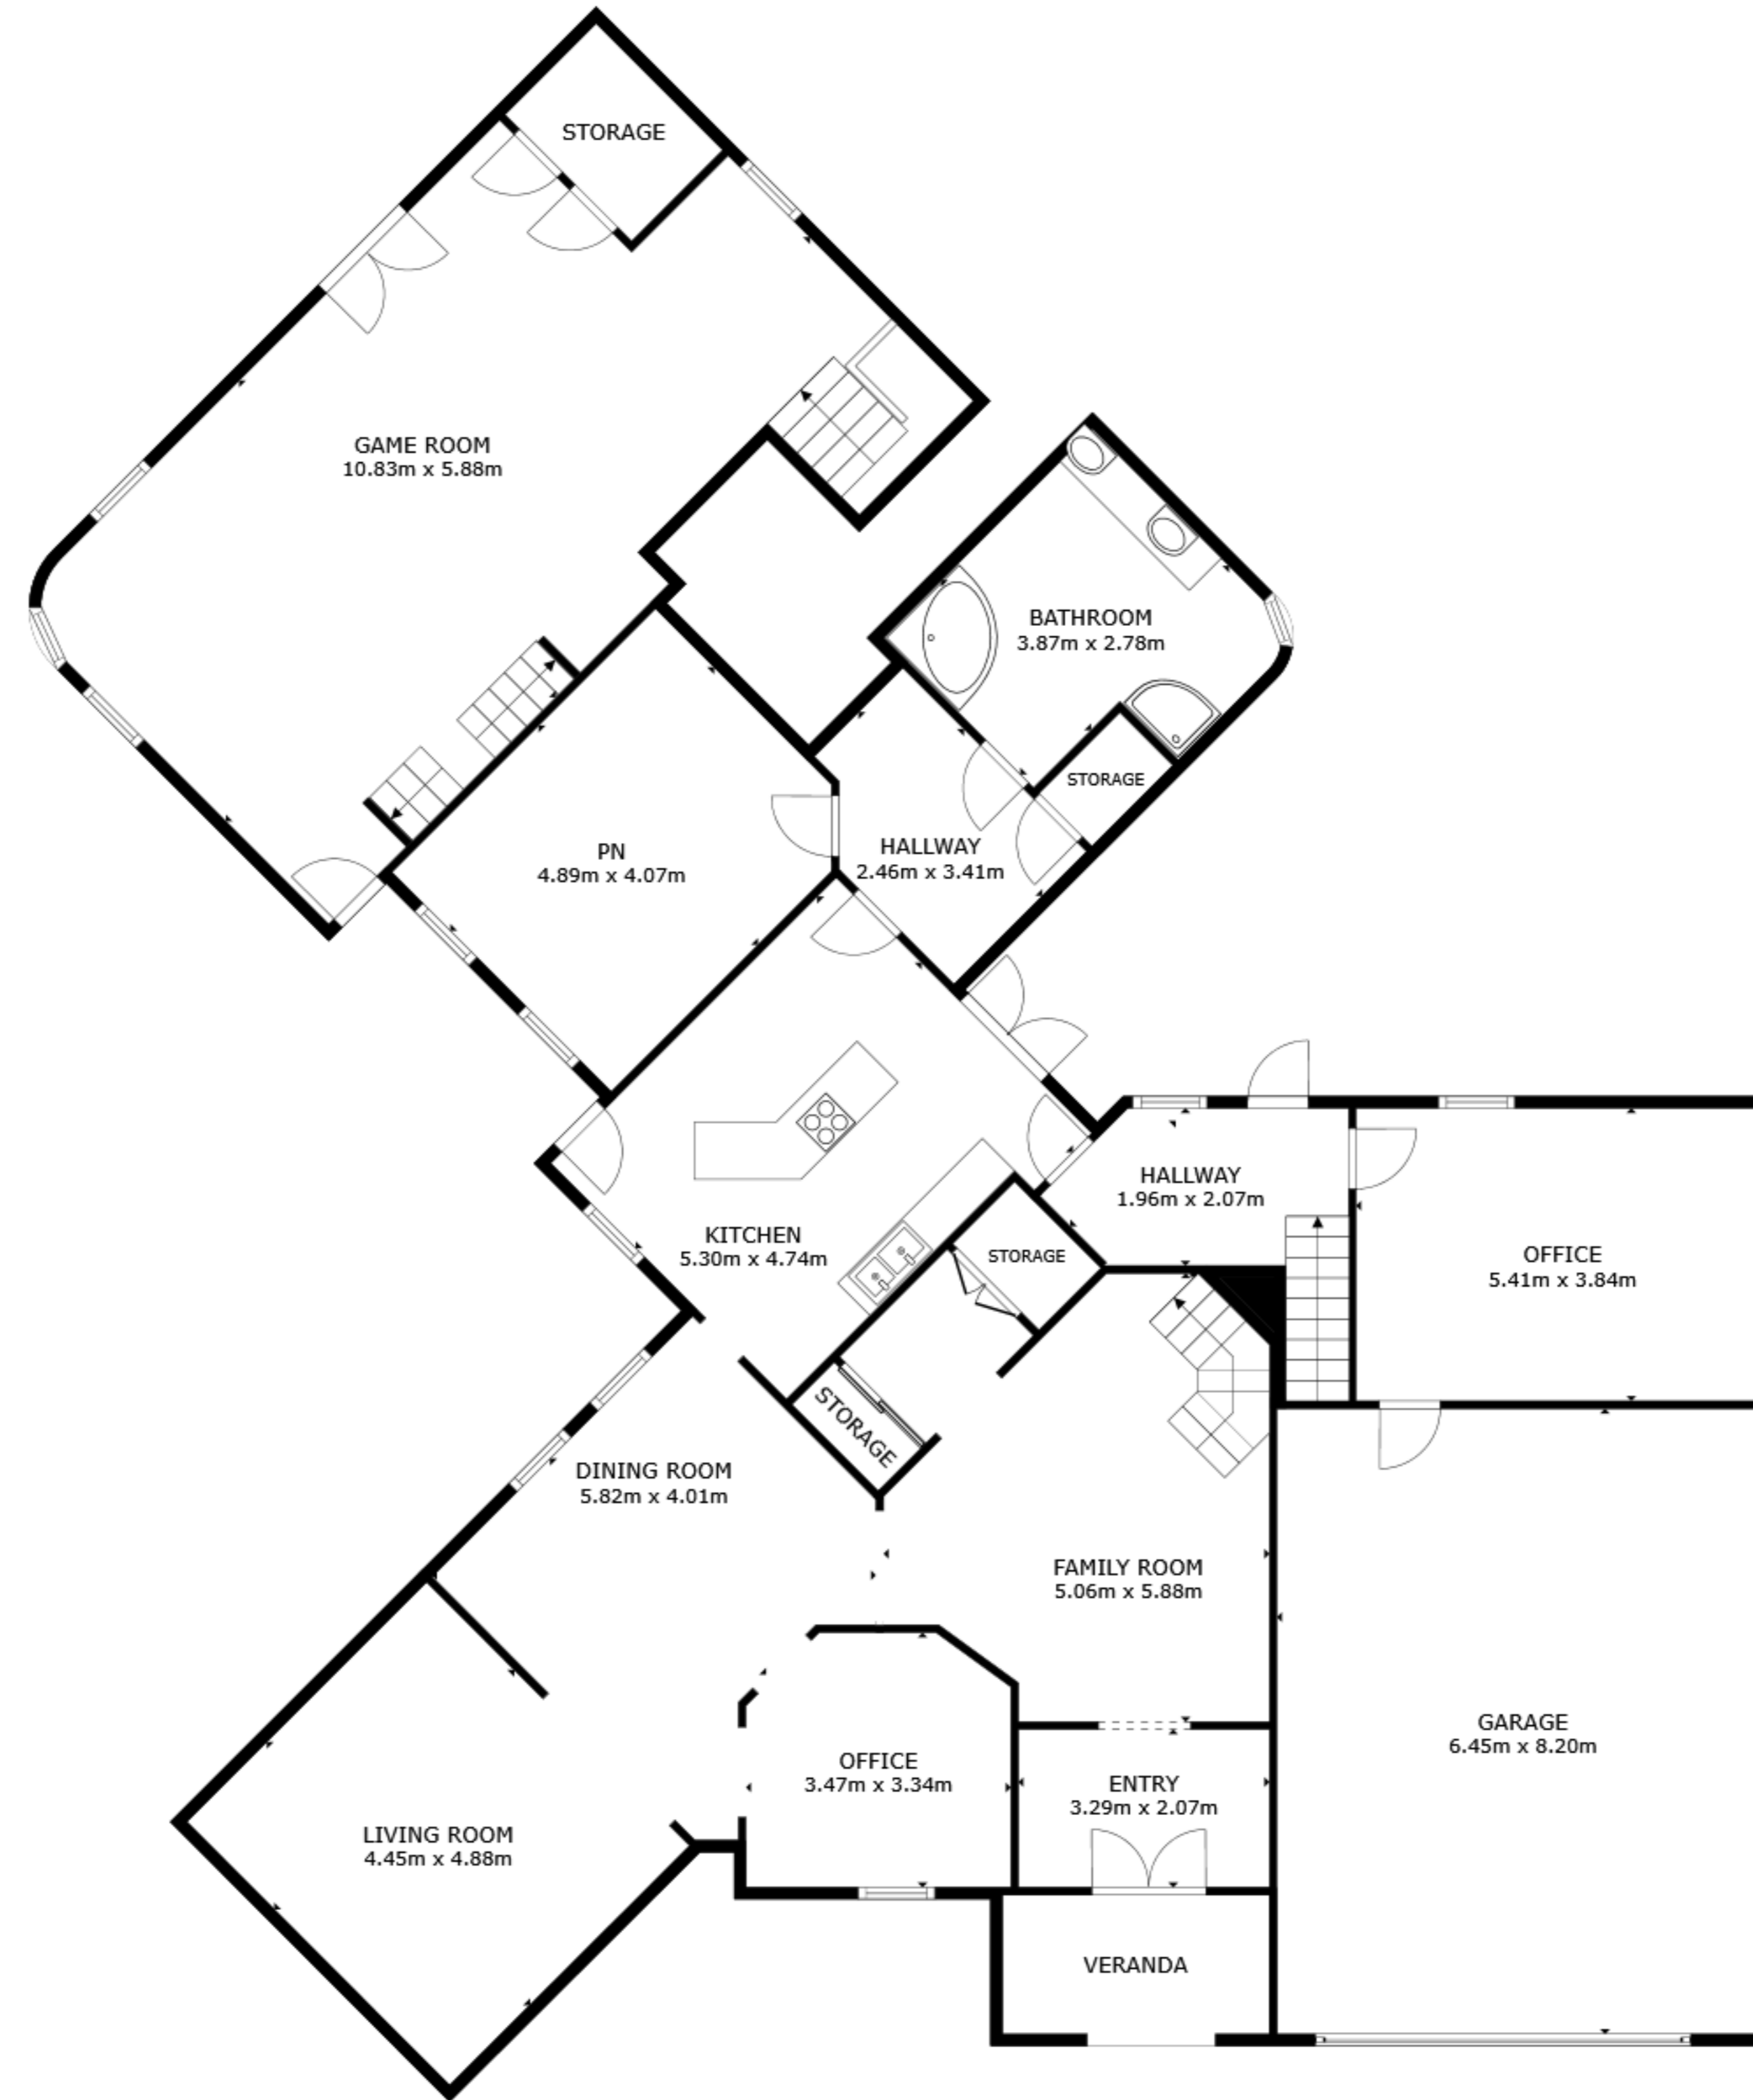 STORAGE
GAME ROOM
10.83m x 5.88m
BATHROOM
3.87m x 2.78m
STORAGE
HALLWAY
2.46m x 3.41m
PN
4.89m x 4.07m
HALLWAY
1.96m x 2.07m
KITCHEN
5.30m x 4.74m
STORAGE
OFFICE
5.41m x 3.84m
STORAGE
DINING ROOM
5.82m x 4.01m
FAMILY ROOM
5.06m x 5.88m
GARAGE
6.45m x 8.20m
OFFICE
3.47m x 3.34m
ENTRY
3.29m x 2.07m
LIVING ROOM
4.45m x 4.88m
VERANDA